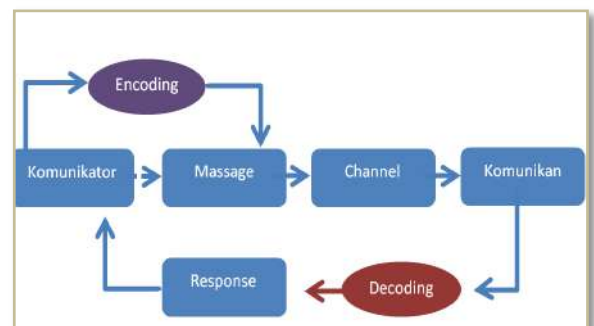 Encoding
Komunikator
Massage
Channel
Komunikan
Response
Decoding